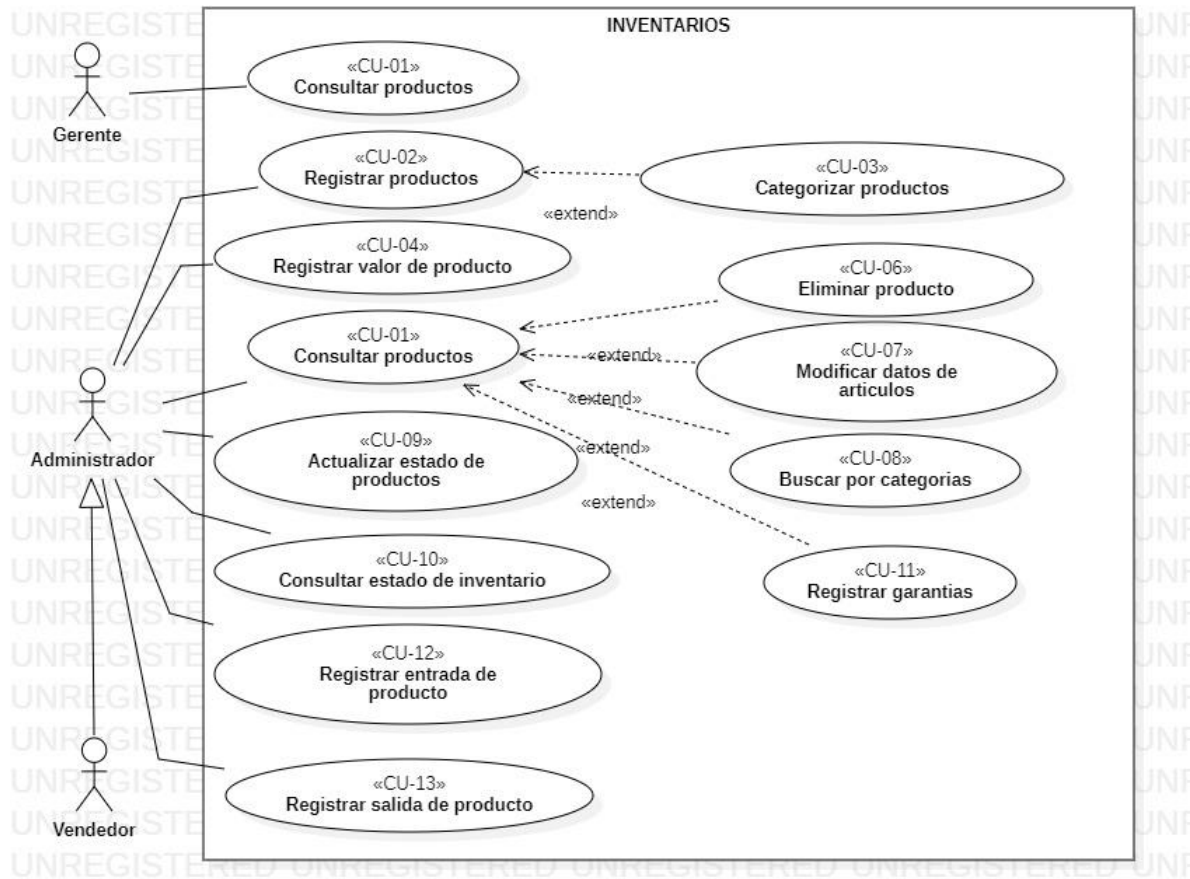 INVENTARIOS
«CU-01»
Consultar productos
Gerente
«CU-02»
Registrar productos
«CU-03»
Categorizar productos
«extend»
«CU-04»
Registrar valor de producto
«CU-06»
Eliminar producto
«CU-01»
Consultar productos
«extend»
«CU-07»
Modificar datos de
articulos
«extend»
Administrador
«CU-09»
Actualizar estado de
productos
«extend»
«CU-08»
Buscar por categorias
«extend»
«CU-10»
Consultar estado de inventario
«CU-11»
Registrar garantias
«CU-12»
Registrar entrada de
producto
«CU-13»
Registrar salida de producto
Vendedor
UNREGISTERED UNREGISTERED UNREGISTERED UNREGISTERED